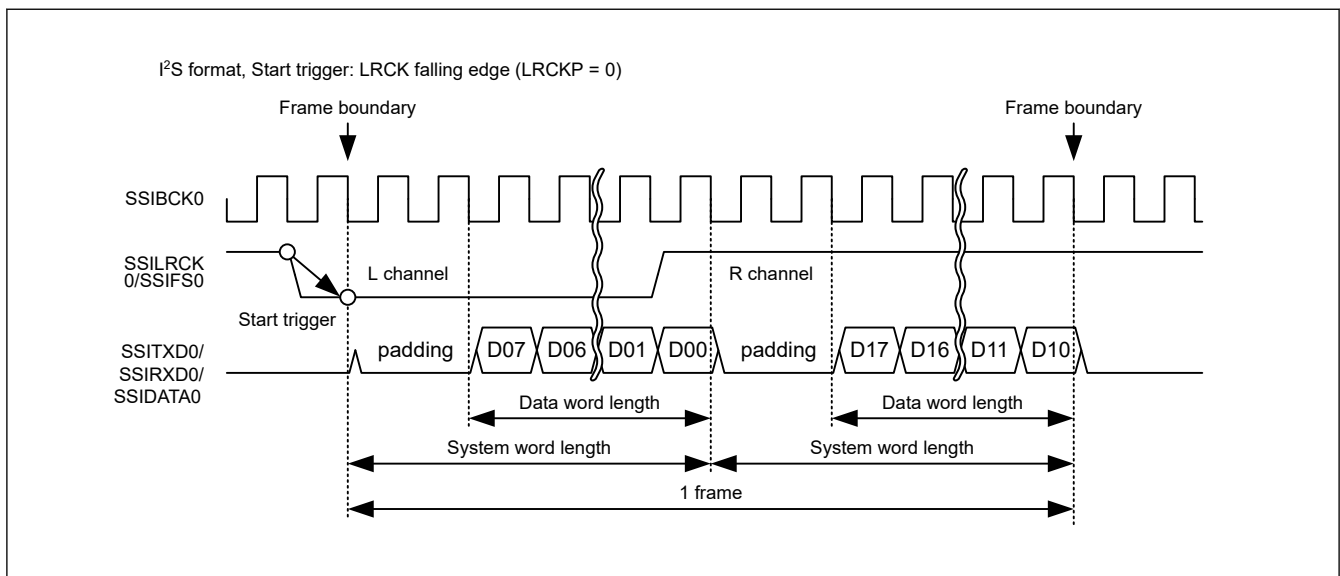 I²S format, Start trigger: LRCK falling edge (LRCKP = 0)
Frame boundary
Frame boundary
SSIBCK0
SSILRCK
0/SSIFS0
L channel
R channel
Start trigger
SSITXD0/
SSIRXD0/
SSIDATA0
padding D07 D06 D01 D00 padding D17 D16 D11 D10
Data word length
Data word length
System word length
System word length
1 frame